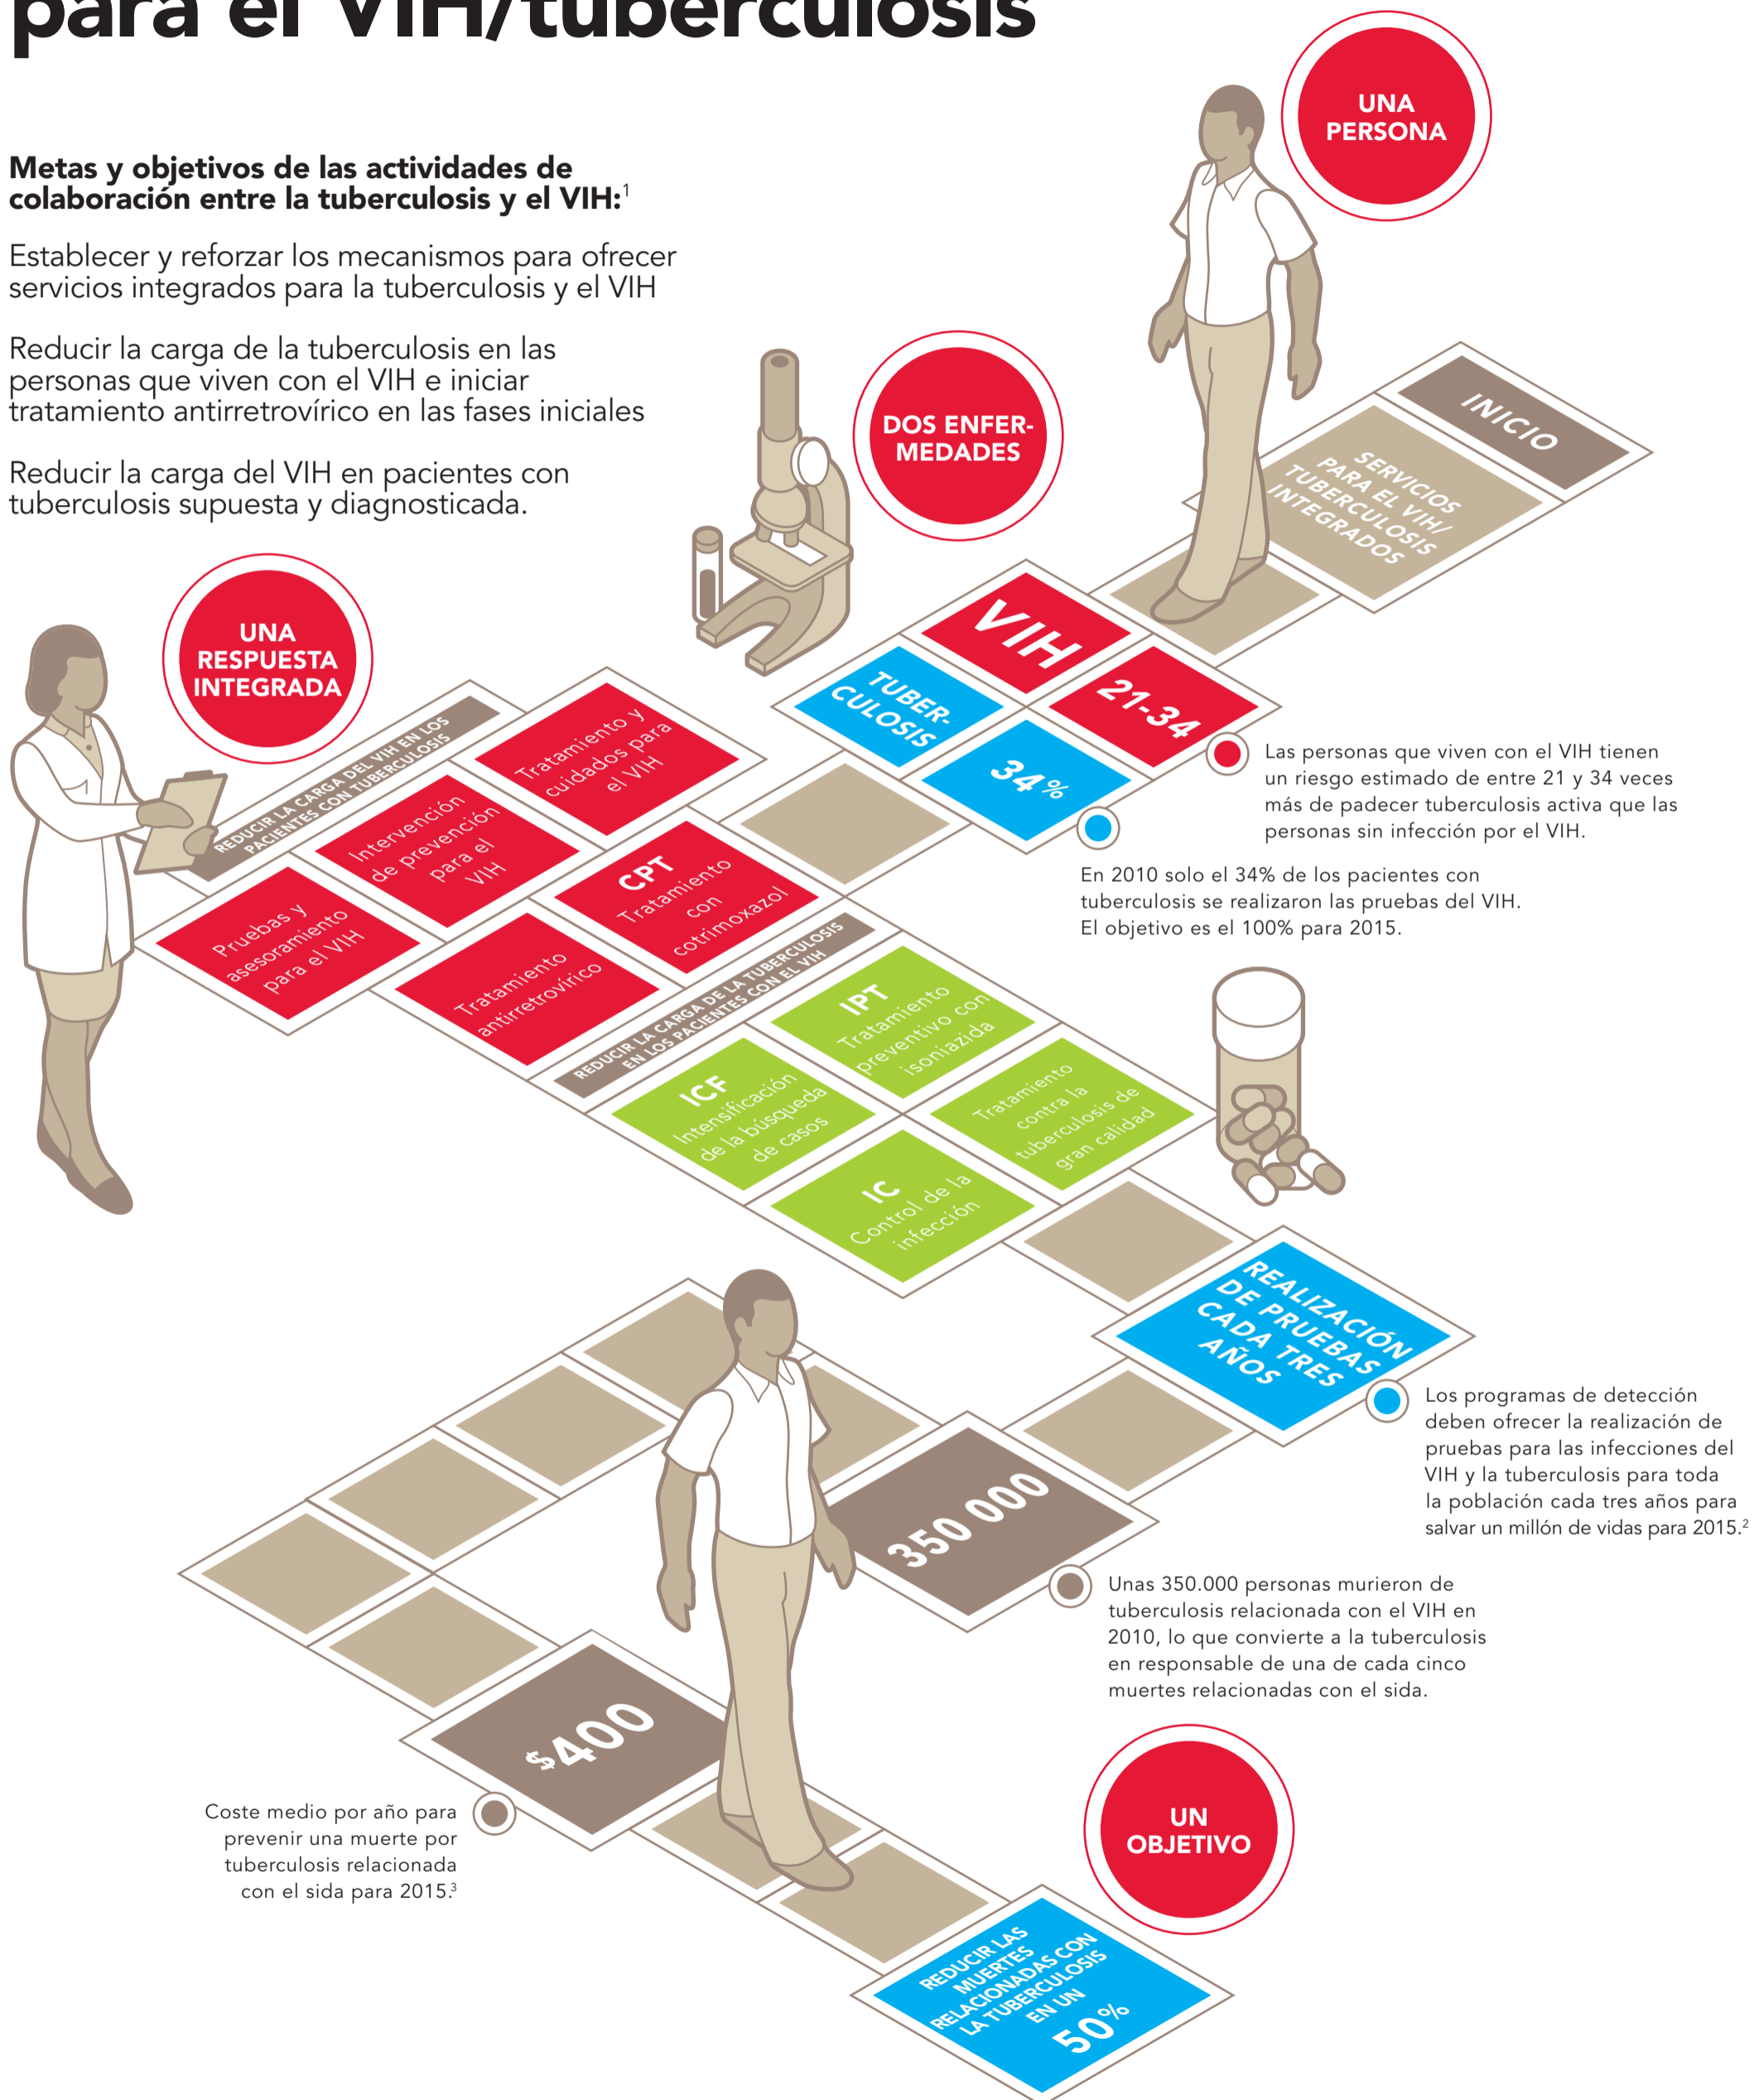 para el VIH/tuberculosis
Metas y objetivos de las actividades de
colaboración entre la tuberculosis y el VIH:1
Establecer y reforzar los mecanismos para ofrecer
servicios integrados para la tuberculosis y el VIH
Reducir la carga de la tuberculosis en las
personas que viven con el VIH e iniciar
tratamiento antirretrovírico en las fases iniciales
Reducir la carga del VIH en pacientes con
tuberculosis supuesta y diagnosticada.
UNA
PERSONA
INICIO
SERVICIOS
PARA EL VIH/
TUBERCULOSIS
INTEGRADOS
DOS ENFER-
MEDADES
VIH
21-34
TUBER-
CULOSIS
34%
Las personas que viven con el VIH tienen
un riesgo estimado de entre 21 y 34 veces
más de padecer tuberculosis activa que las
personas sin infección por el VIH.
En 2010 solo el 34% de los pacientes con
tuberculosis se realizaron las pruebas del VIH.
El objetivo es el 100% para 2015.
UNA
RESPUESTA
INTEGRADA
REDUCIR LA CARGA DEL VIH EN LOS
PACIENTES CON TUBERCULOSIS
Tratamiento y
cuidados para
el VIH
Intervención
de prevención
para el
VIH
Pruebas y
asesoramiento
para el VIH
CPT
Tratamiento
con
cotrimoxazol
Tratamiento
antirretrovírico
REDUCIR LA CARGA DE LA TUBERCULOSIS
EN LOS PACIENTES CON EL VIH
IPT
Tratamiento
preventivo con
isoniazida
ICF
Intensificación
de la búsqueda
de casos
Tratamiento
contra la
tuberculosis de
gran calidad
IC
Control de la
infección
REALIZACIÓN
DE PRUEBAS
CADA TRES
AÑOS
Los programas de detección
deben ofrecer la realización de
pruebas para las infecciones del
VIH y la tuberculosis para toda
la población cada tres años para
salvar un millón de vidas para 2015.2
350 000
Unas 350.000 personas murieron de
tuberculosis relacionada con el VIH en
2010, lo que convierte a la tuberculosis
en responsable de una de cada cinco
muertes relacionadas con el sida.
$400
Coste medio por año para
prevenir una muerte por
tuberculosis relacionada
con el sida para 2015.3
UN
OBJETIVO
REDUCIR LAS
MUERTES
RELACIONADAS CON
LA TUBERCULOSIS
EN UN
50%